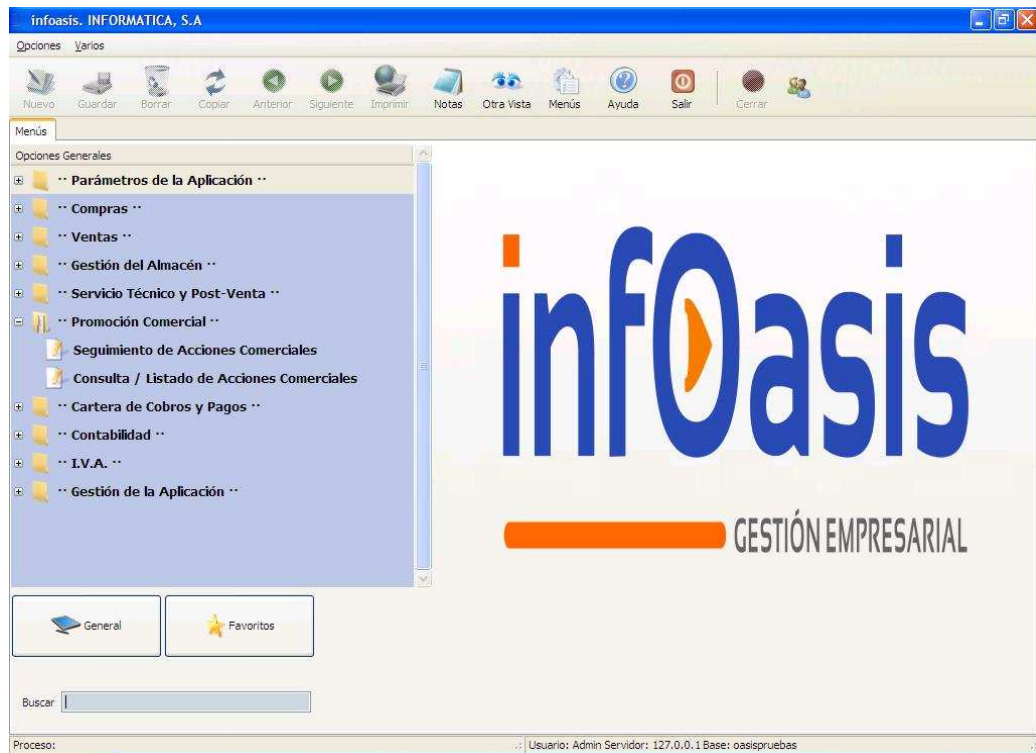 infoasis. INFORMATICA, S.A
Opciones Varios
Nuevo Guardar Borrar Copiar Anterior Siguiente Imprimir Notas Otra Vista Menús Ayuda Salir Cerrar
Menús
Opciones Generales
·· Parámetros de la Aplicación ··
·· Compras ··
·· Ventas ··
·· Gestión del Almacén ··
·· Servicio Técnico y Post-Venta ··
·· Promoción Comercial ··
Seguimiento de Acciones Comerciales
Consulta / Listado de Acciones Comerciales
·· Cartera de Cobros y Pagos ··
·· Contabilidad ··
·· I.V.A. ··
·· Gestión de la Aplicación ··
infOasis
GESTIÓN EMPRESARIAL
General Favoritos
Buscar
Proceso: .: Usuario: Admin Servidor: 127.0.0.1 Base: oasispruebas